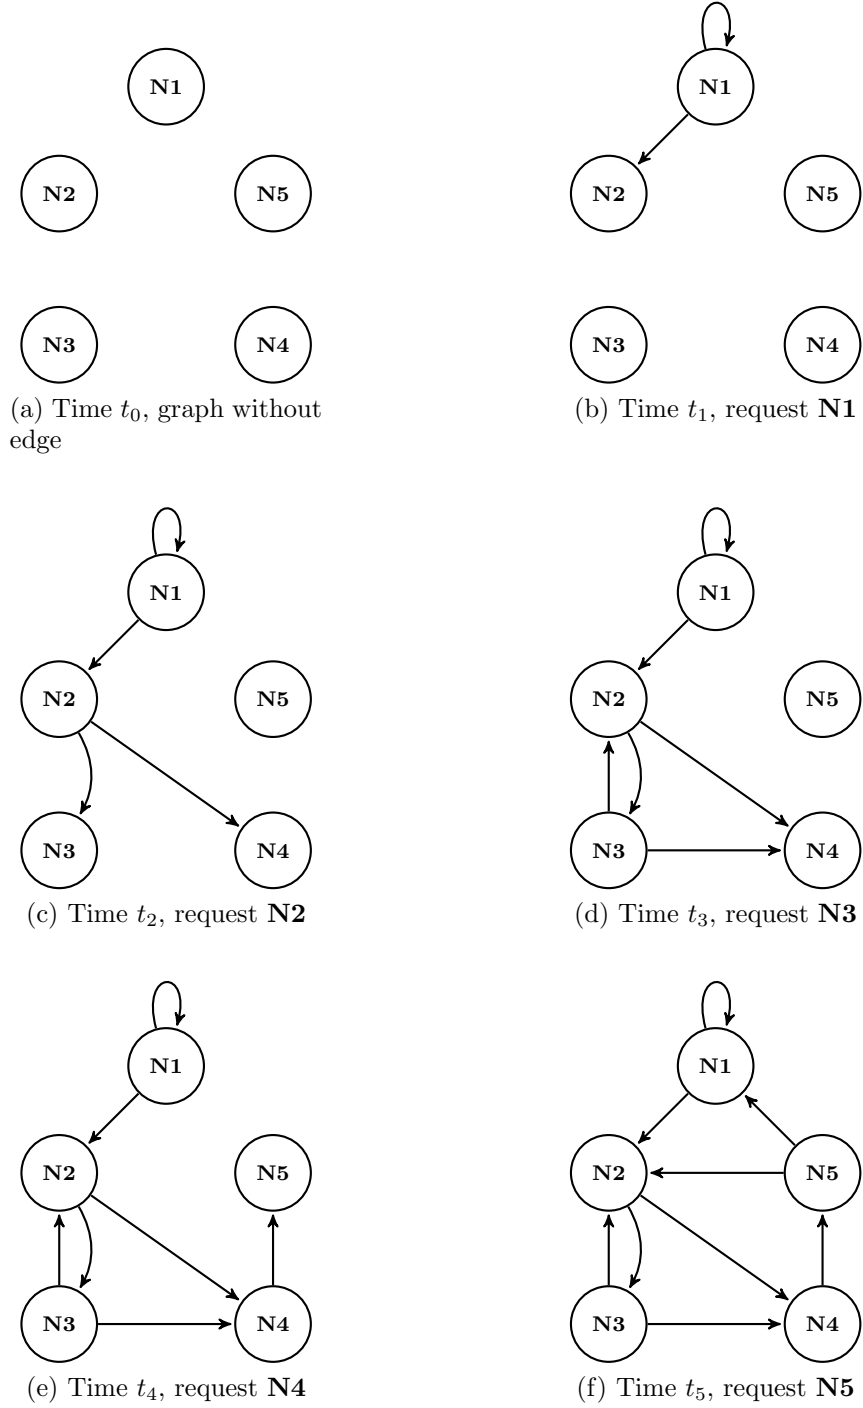 N1
N2
N5
N3
N4
(a) Time t₀, graph without
edge
N1
N2
N5
N3
N4
(b) Time t₁, request N1
N1
N2
N5
N3
N4
(c) Time t₂, request N2
N1
N2
N5
N3
N4
(d) Time t₃, request N3
N1
N2
N5
N3
N4
(e) Time t₄, request N4
N1
N2
N5
N3
N4
(f) Time t₅, request N5